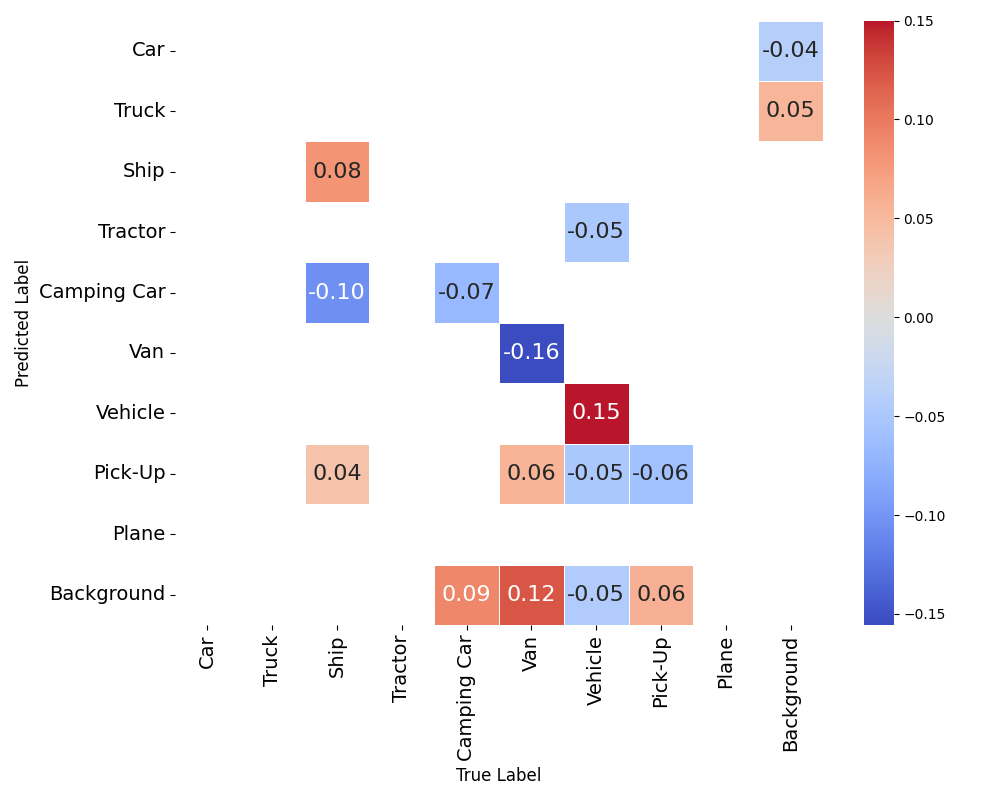 Predicted Label
Car -0.04
Truck 0.05
Ship 0.08
Tractor -0.05
Camping Car -0.10 -0.07
Van -0.16
Vehicle 0.15
Pick-Up 0.04 0.06 -0.05 -0.06
Plane
Background 0.09 0.12 -0.05 0.06
Car Truck Ship Tractor Camping Car Van Vehicle Pick-Up Plane Background
True Label
0.15
0.10
0.05
0.00
−0.05
−0.10
−0.15